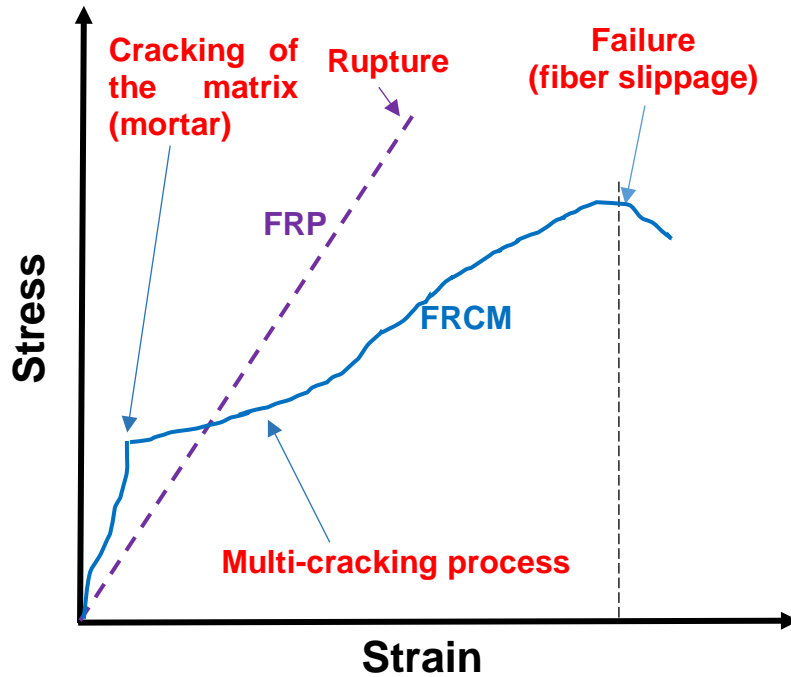 Cracking of
the matrix
(mortar)
Rupture
Failure
(fiber slippage)
FRP
FRCM
Multi-cracking process
Stress
Strain